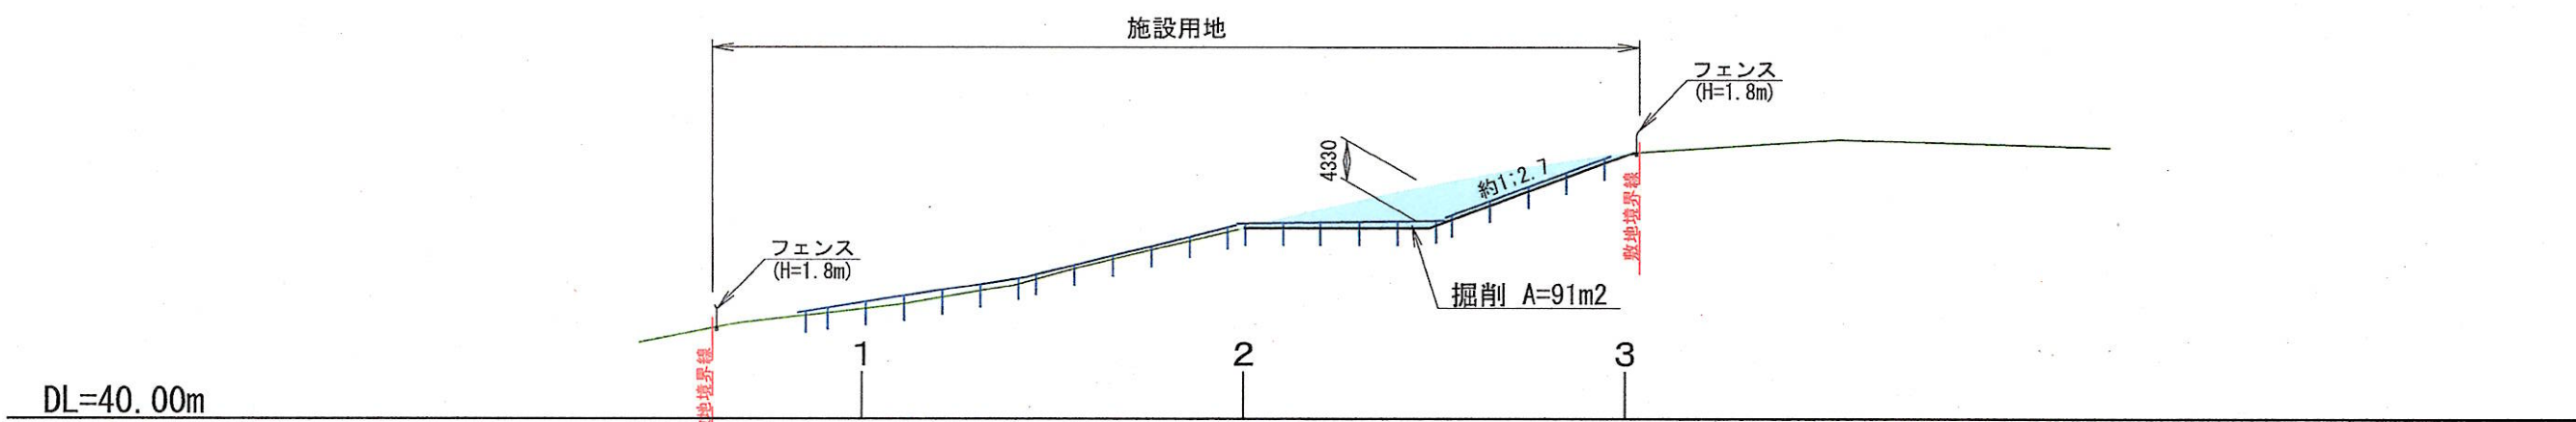 施設用地
フェンス
(H=1.8m)
4330
約1:2.7
敷地境界線
フェンス
(H=1.8m)
掘削 A=91m2
1
2
3
地境界線
DL=40.00m